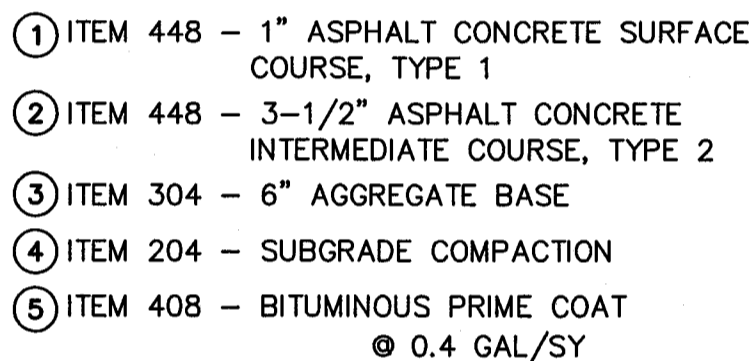 1 ITEM 448 – 1" ASPHALT CONCRETE SURFACE
COURSE, TYPE 1
2 ITEM 448 – 3–1/2" ASPHALT CONCRETE
INTERMEDIATE COURSE, TYPE 2
3 ITEM 304 – 6" AGGREGATE BASE
4 ITEM 204 – SUBGRADE COMPACTION
5 ITEM 408 – BITUMINOUS PRIME COAT
@ 0.4 GAL/SY